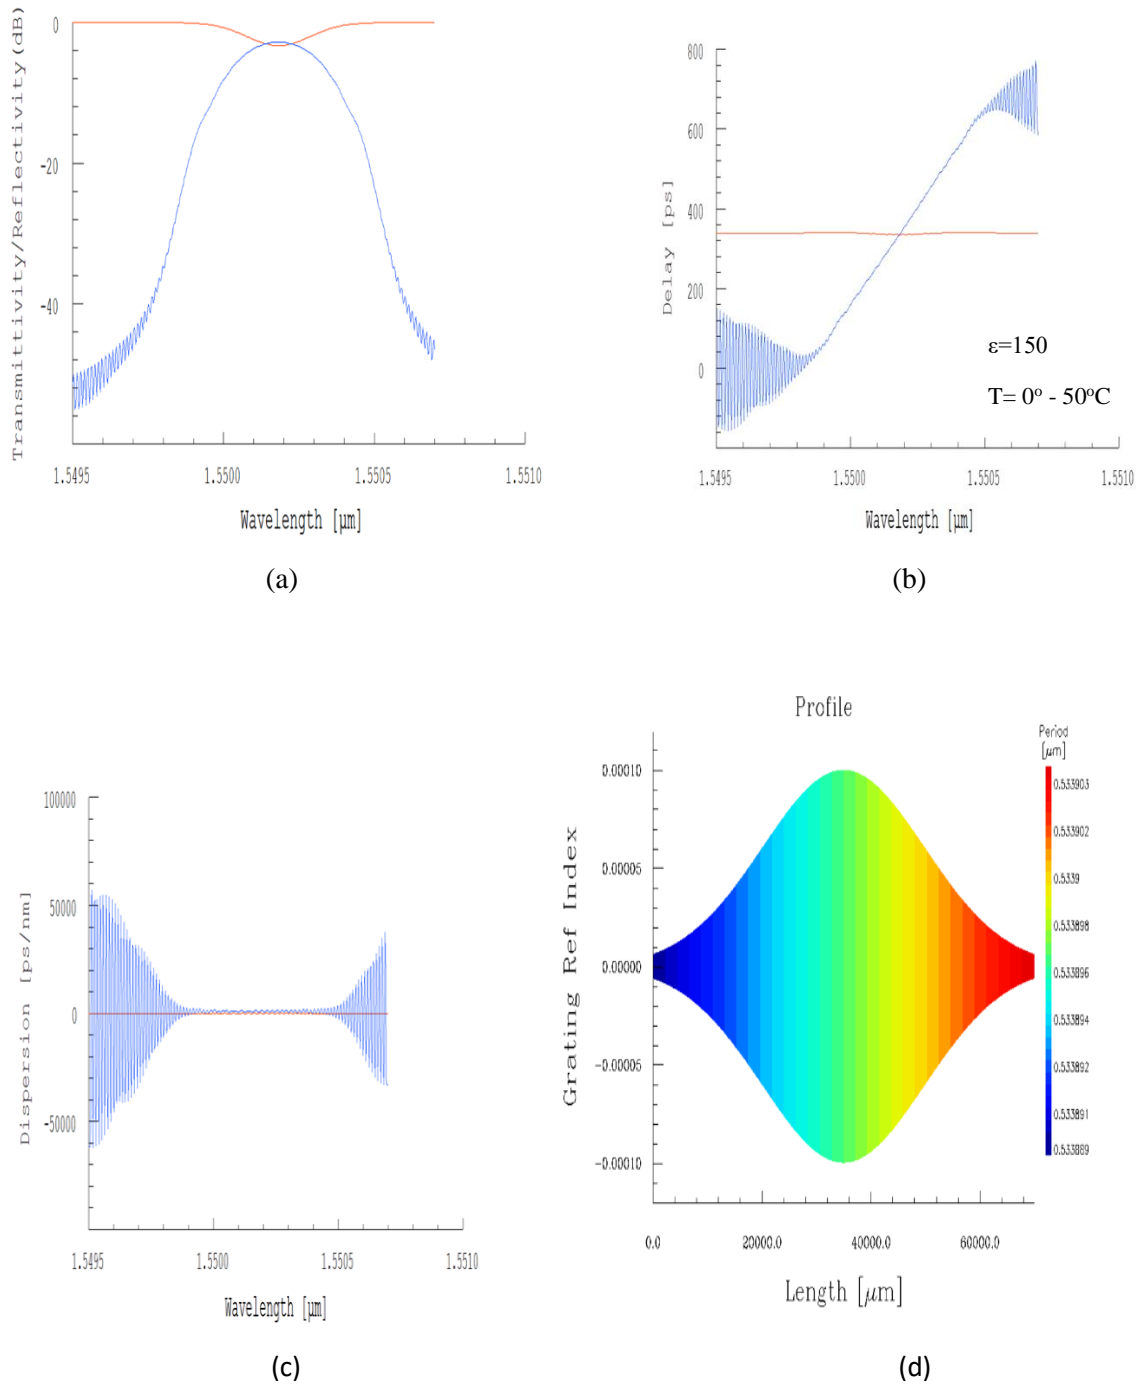 Transmittivity/Reflectivity(dB)
0
-20
-40
1.5495
1.5500
1.5505
1.5510
Wavelength [μm]
(a)
Delay [ps]
800
600
400
200
0
ε=150
T= 0º - 50ºC
1.5495
1.5500
1.5505
1.5510
Wavelength [μm]
(b)
Dispersion [ps/nm]
100000
50000
0
-50000
1.5495
1.5500
1.5505
1.5510
Wavelength [μm]
(c)
Profile
Period
[μm]
Grating Ref Index
0.00010
0.00005
0.00000
-0.00005
-0.00010
0.533903
0.533902
0.5339
0.533898
0.533896
0.533894
0.533892
0.533891
0.533889
0.0
20000.0
40000.0
60000.0
Length [μm]
(d)